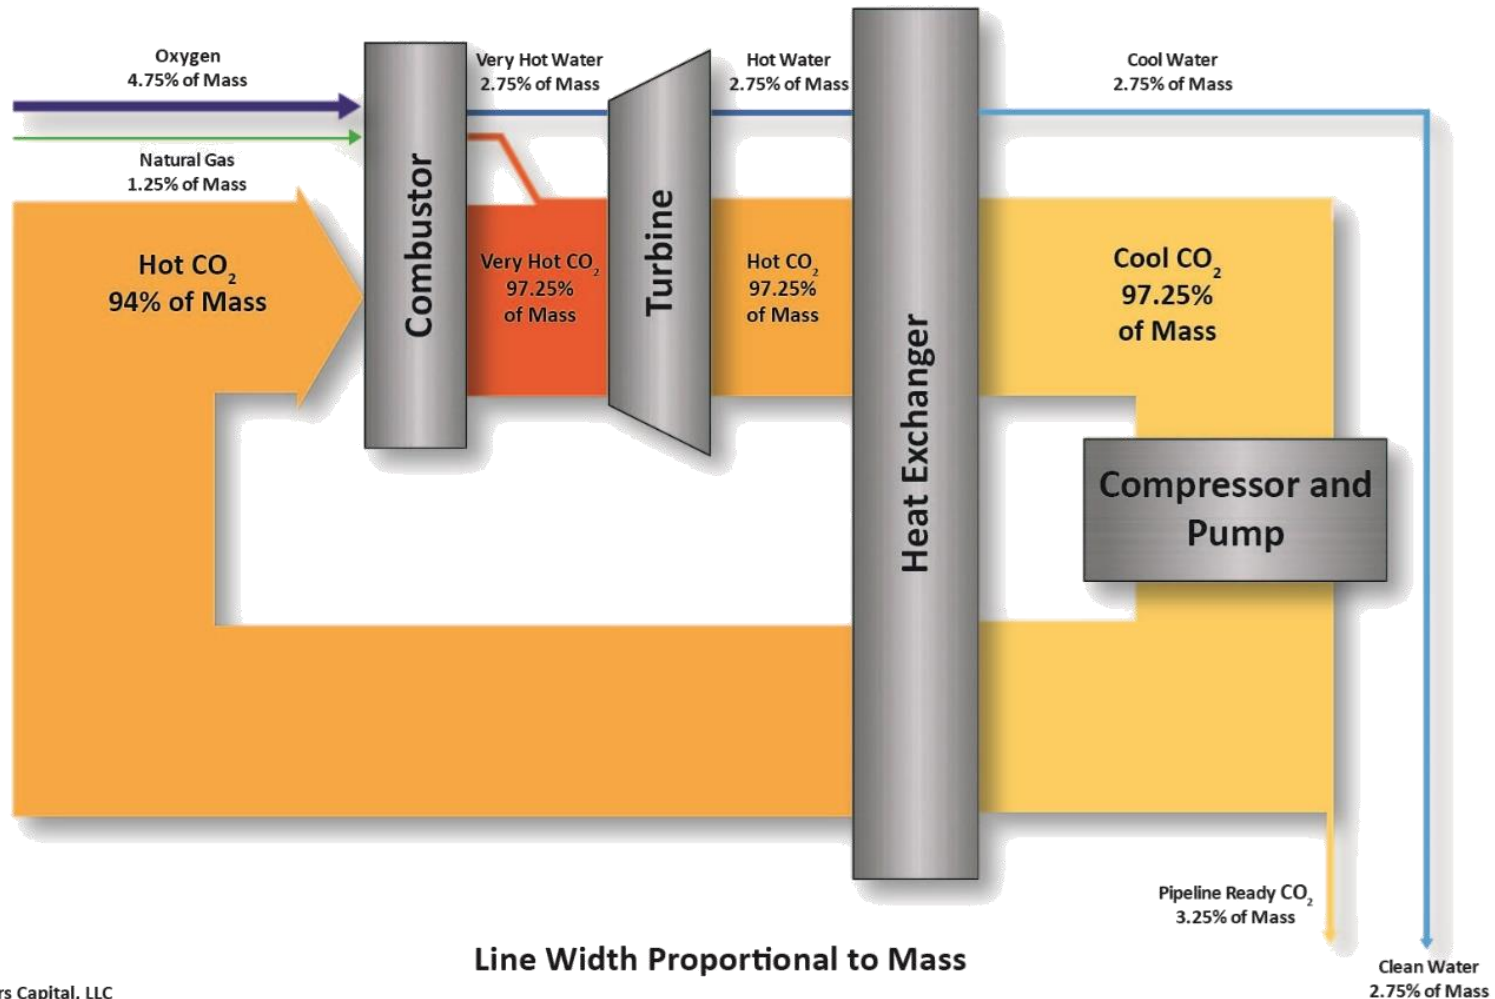 Oxygen
4.75% of Mass
Natural Gas
1.25% of Mass
Hot CO₂
94% of Mass
Combustor
Very Hot Water
2.75% of Mass
Very Hot CO₂
97.25%
of Mass
Turbine
Hot Water
2.75% of Mass
Hot CO₂
97.25%
of Mass
Heat Exchanger
Cool Water
2.75% of Mass
Cool CO₂
97.25%
of Mass
Compressor and
Pump
Pipeline Ready CO₂
3.25% of Mass
Clean Water
2.75% of Mass
Line Width Proportional to Mass
rs Capital, LLC